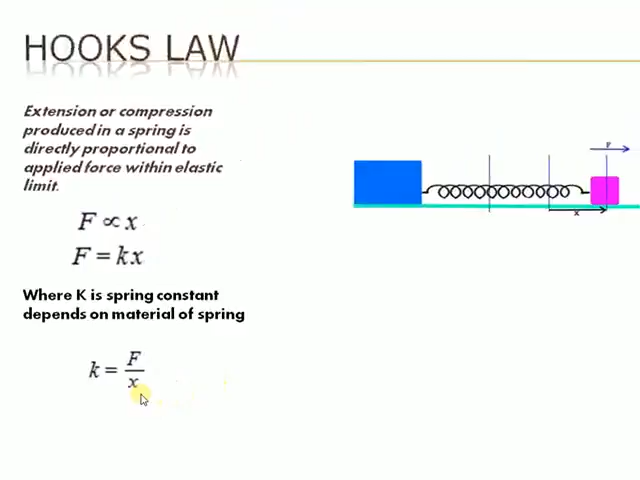 HOOKS LAW
Extension or compression
produced in a spring is
directly proportional to
applied force within elastic
limit.
F ∝ x
F = kx
Where K is spring constant
depends on material of spring
k = F/x
F
x